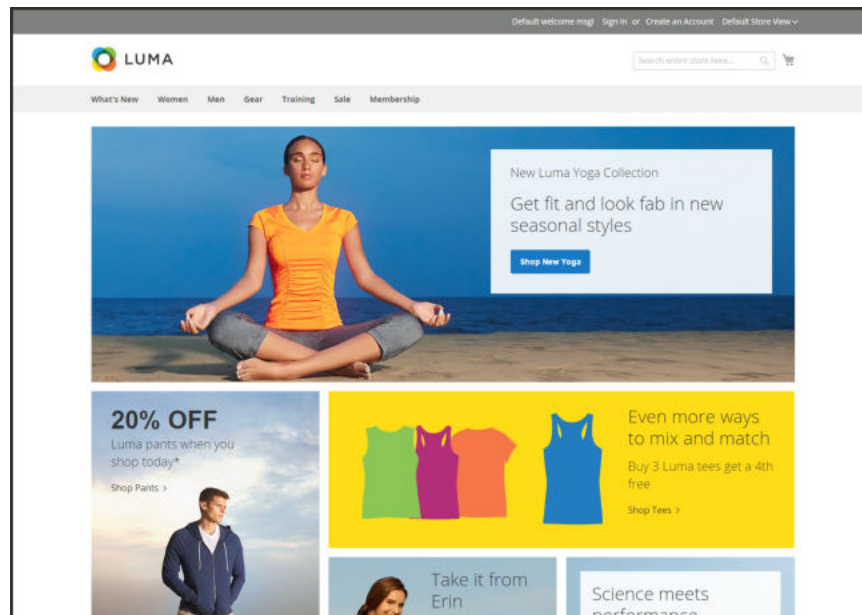 Default welcome msg! Sign In or Create an Account Default Store View
LUMA
Search entire store here...
What's New Women Men Gear Training Sale Membership
New Luma Yoga Collection
Get fit and look fab in new
seasonal styles
Shop New Yoga
20% OFF
Luma pants when you
shop today*
Shop Pants >
Even more ways
to mix and match
Buy 3 Luma tees get a 4th
free
Shop Tees >
Take it from
Erin
Science meets
performance